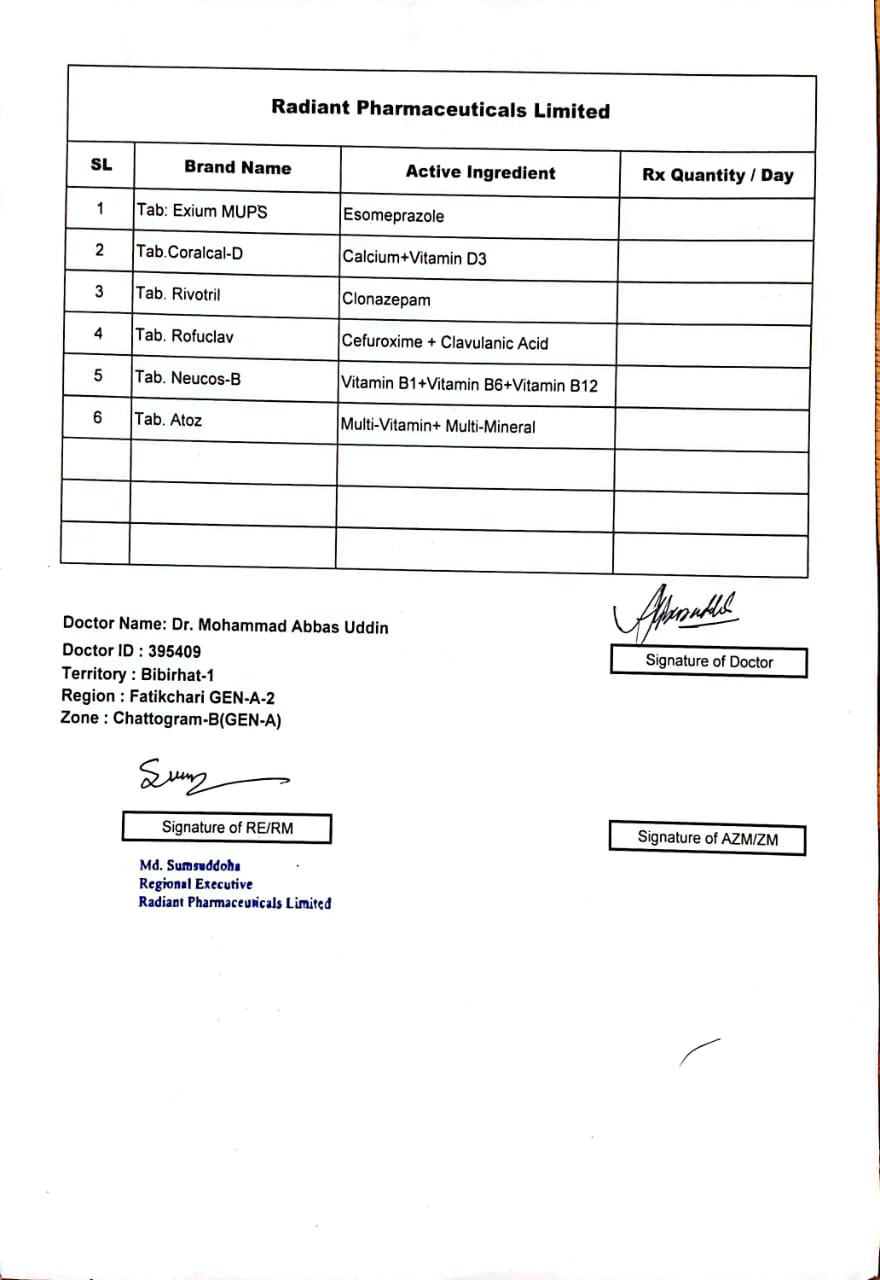 Radiant Pharmaceuticals Limited
SL Brand Name Active Ingredient Rx Quantity / Day
1 Tab: Exium MUPS Esomeprazole
2 Tab.Coralcal-D Calcium+Vitamin D3
3 Tab. Rivotril Clonazepam
4 Tab. Rofuclav Cefuroxime + Clavulanic Acid
5 Tab. Neucos-B Vitamin B1+Vitamin B6+Vitamin B12
6 Tab. Atoz Multi-Vitamin+ Multi-Mineral
Doctor Name: Dr. Mohammad Abbas Uddin
Doctor ID : 395409
Signature of Doctor
Territory : Bibirhat-1
Region : Fatikchari GEN-A-2
Zone : Chattogram-B(GEN-A)
Signature of RE/RM
Signature of AZM/ZM
Md. Sumsuddoha
Regional Executive
Radiant Pharmaceuticals Limited